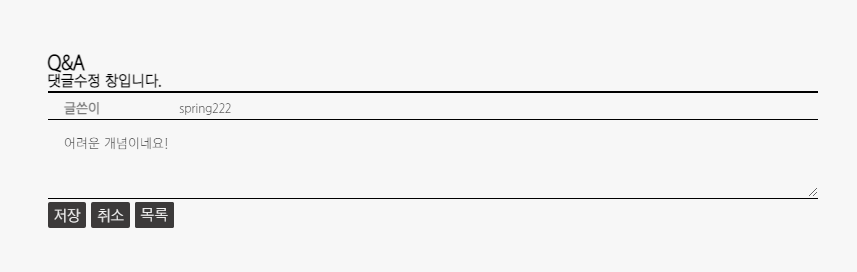 Q&A
댓글수정 창입니다.
글쓴이 spring222
어려운 개념이네요!
저장 취소 목록